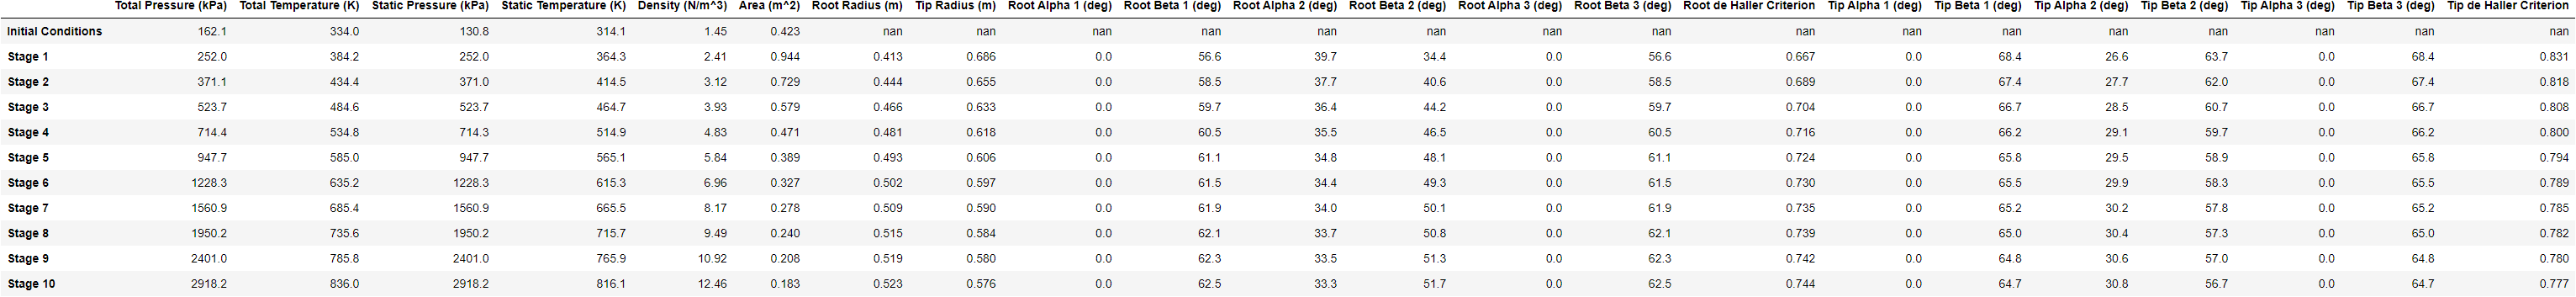 Total Pressure (kPa) Total Temperature (K) Static Pressure (kPa) Static Temperature (K) Density (N/m^3) Area (m^2) Root Radius (m) Tip Radius (m) Root Alpha 1 (deg) Root Beta 1 (deg) Root Alpha 2 (deg) Root Beta 2 (deg) Root Alpha 3 (deg) Root Beta 3 (deg) Root de Haller Criterion Tip Alpha 1 (deg) Tip Beta 1 (deg) Tip Alpha 2 (deg) Tip Beta 2 (deg) Tip Alpha 3 (deg) Tip Beta 3 (deg) Tip de Haller Criterion
Initial Conditions 162.1 334.0 130.8 314.1 1.45 0.423 nan nan nan nan nan nan nan nan nan nan nan nan nan nan nan nan
Stage 1 252.0 384.2 252.0 364.3 2.41 0.944 0.413 0.686 0.0 56.6 39.7 34.4 0.0 56.6 0.667 0.0 68.4 26.6 63.7 0.0 68.4 0.831
Stage 2 371.1 434.4 371.0 414.5 3.12 0.729 0.444 0.655 0.0 58.5 37.7 40.6 0.0 58.5 0.689 0.0 67.4 27.7 62.0 0.0 67.4 0.818
Stage 3 523.7 484.6 523.7 464.7 3.93 0.579 0.466 0.633 0.0 59.7 36.4 44.2 0.0 59.7 0.704 0.0 66.7 28.5 60.7 0.0 66.7 0.808
Stage 4 714.4 534.8 714.3 514.9 4.83 0.471 0.481 0.618 0.0 60.5 35.5 46.5 0.0 60.5 0.716 0.0 66.2 29.1 59.7 0.0 66.2 0.800
Stage 5 947.7 585.0 947.7 565.1 5.84 0.389 0.493 0.606 0.0 61.1 34.8 48.1 0.0 61.1 0.724 0.0 65.8 29.5 58.9 0.0 65.8 0.794
Stage 6 1228.3 635.2 1228.3 615.3 6.96 0.327 0.502 0.597 0.0 61.5 34.4 49.3 0.0 61.5 0.730 0.0 65.5 29.9 58.3 0.0 65.5 0.789
Stage 7 1560.9 685.4 1560.9 665.5 8.17 0.278 0.509 0.590 0.0 61.9 34.0 50.1 0.0 61.9 0.735 0.0 65.2 30.2 57.8 0.0 65.2 0.785
Stage 8 1950.2 735.6 1950.2 715.7 9.49 0.240 0.515 0.584 0.0 62.1 33.7 50.8 0.0 62.1 0.739 0.0 65.0 30.4 57.3 0.0 65.0 0.782
Stage 9 2401.0 785.8 2401.0 765.9 10.92 0.208 0.519 0.580 0.0 62.3 33.5 51.3 0.0 62.3 0.742 0.0 64.8 30.6 57.0 0.0 64.8 0.780
Stage 10 2918.2 836.0 2918.2 816.1 12.46 0.183 0.523 0.576 0.0 62.5 33.3 51.7 0.0 62.5 0.744 0.0 64.7 30.8 56.7 0.0 64.7 0.777